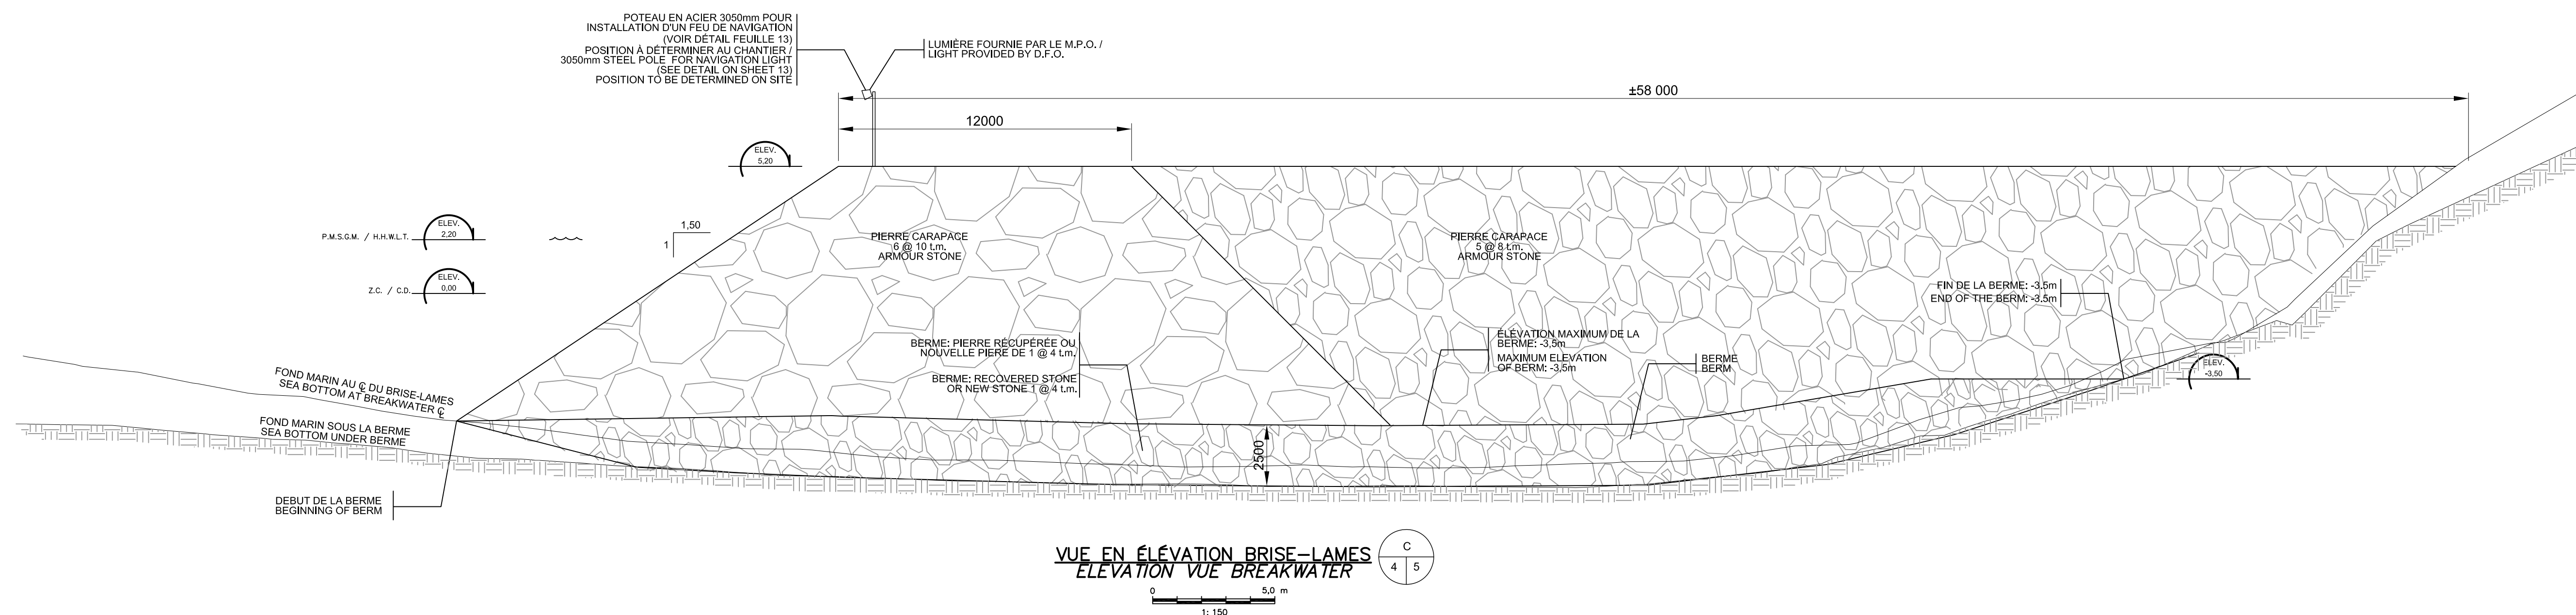 POTEAU EN ACIER 3050mm POUR
INSTALLATION D'UN FEU DE NAVIGATION
(VOIR DÉTAIL FEUILLE 13)
POSITION À DÉTERMINER AU CHANTIER /
3050mm STEEL POLE FOR NAVIGATION LIGHT
(SEE DETAIL ON SHEET 13)
POSITION TO BE DETERMINED ON SITE
LUMIÈRE FOURNIE PAR LE M.P.O. /
LIGHT PROVIDED BY D.F.O.
±58 000
12000
ELEV.
5,20
P.M.S.G.M. / H.H.W.L.T.
ELEV.
2,20
1,50
1
Z.C. / C.D.
ELEV.
0,00
PIERRE CARAPACE
6 @ 10 t.m.
ARMOUR STONE
PIERRE CARAPACE
5 @ 8 t.m.
ARMOUR STONE
FIN DE LA BERME: -3,5m
END OF THE BERM: -3,5m
BERME: PIERRE RÉCUPÉRÉE OU
NOUVELLE PIERE DE 1 @ 4 t.m.
BERME: RECOVERED STONE
OR NEW STONE 1 @ 4 t.m.
ÉLÉVATION MAXIMUM DE LA
BERME: -3,5m
MAXIMUM ELEVATION
OF BERM: -3,5m
BERME
BERM
ELEV.
-3,50
FOND MARIN AU ℄ DU BRISE-LAMES
SEA BOTTOM AT BREAKWATER ℄
FOND MARIN SOUS LA BERME
SEA BOTTOM UNDER BERME
2500
DEBUT DE LA BERME
BEGINNING OF BERM
VUE EN ÉLÉVATION BRISE-LAMES
ELEVATION VUE BREAKWATER
C
4 5
0 5,0 m
1: 150